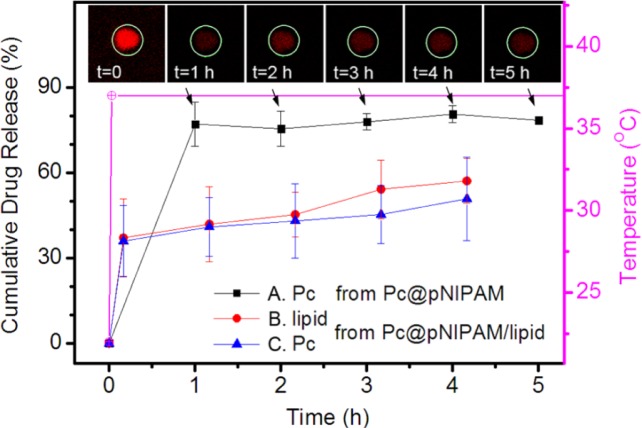 t=0 t=1 h t=2 h t=3 h t=4 h t=5 h
Cumulative Drug Release (%)
90
60
30
0
40
35
30
25
Temperature (°C)
A. Pc from Pc@pNIPAM
B. lipid
from Pc@pNIPAM/lipid
C. Pc
0 1 2 3 4 5
Time (h)